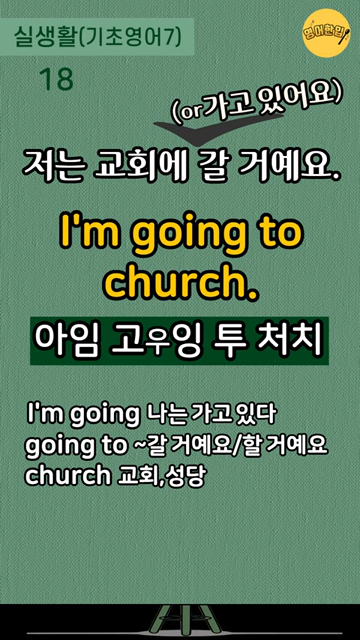 실생활(기초영어7)
영어한입
18
(or가고 있어요)
저는 교회에 갈 거예요.
I'm going to
church.
아임 고우잉 투 처치
I'm going 나는 가고 있다
going to ~갈 거예요/할 거예요
church 교회,성당